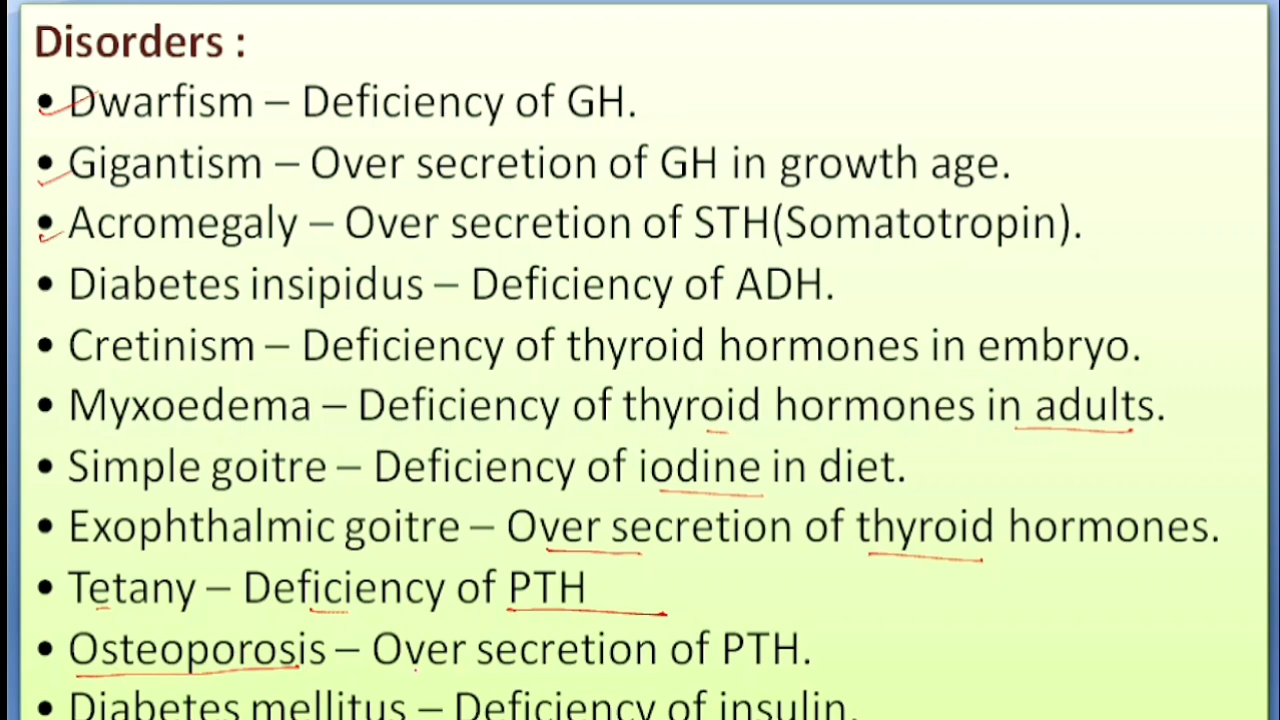 Disorders :
• Dwarfism – Deficiency of GH.
• Gigantism – Over secretion of GH in growth age.
• Acromegaly – Over secretion of STH(Somatotropin).
• Diabetes insipidus – Deficiency of ADH.
• Cretinism – Deficiency of thyroid hormones in embryo.
• Myxoedema – Deficiency of thyroid hormones in adults.
• Simple goitre – Deficiency of iodine in diet.
• Exophthalmic goitre – Over secretion of thyroid hormones.
• Tetany – Deficiency of PTH
• Osteoporosis – Over secretion of PTH.
• Diabetes mellitus – Deficiency of insulin.